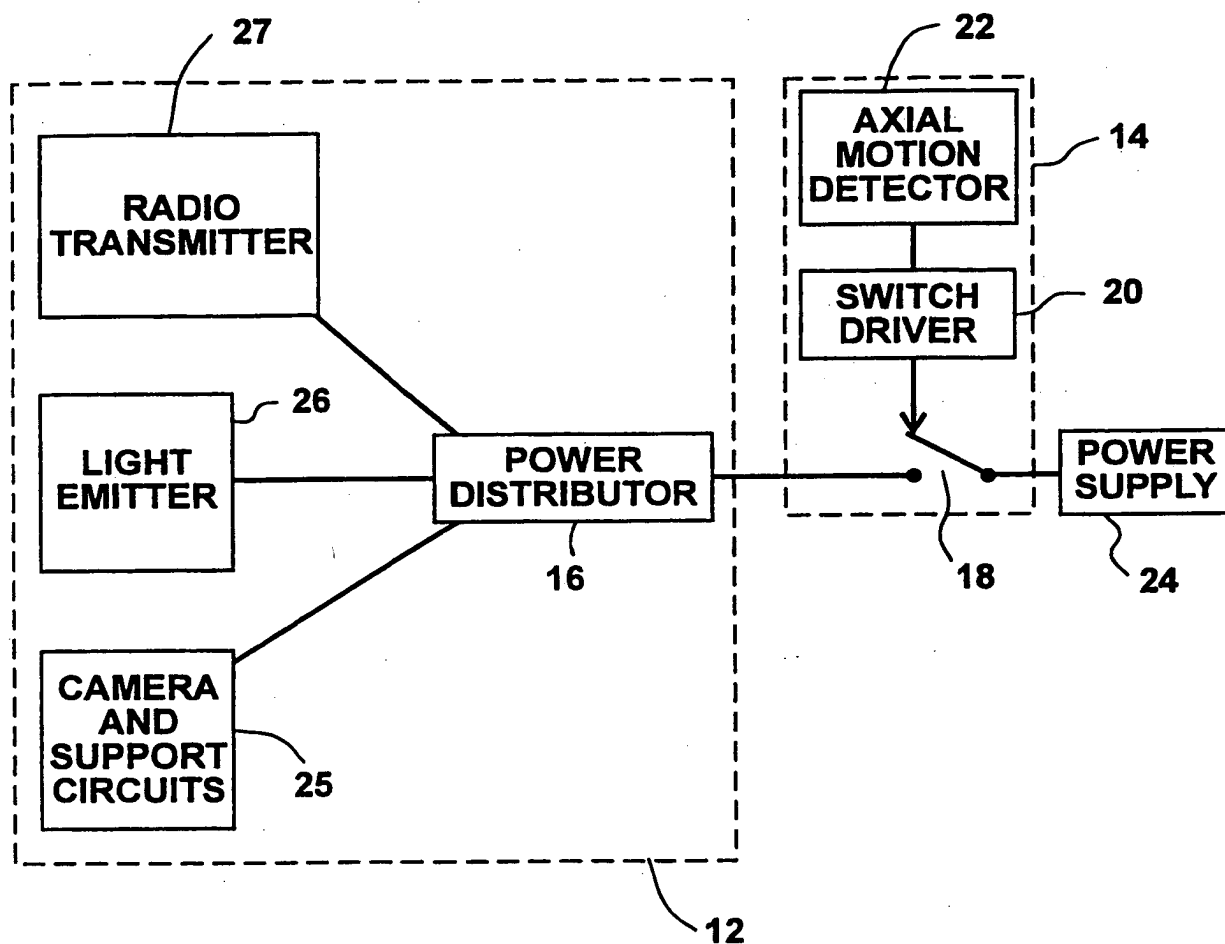 27
22
AXIAL
MOTION
DETECTOR
14
RADIO
TRANSMITTER
SWITCH
DRIVER
20
26
LIGHT
EMITTER
POWER
DISTRIBUTOR
16
18
POWER
SUPPLY
24
CAMERA
AND
SUPPORT
CIRCUITS
25
12